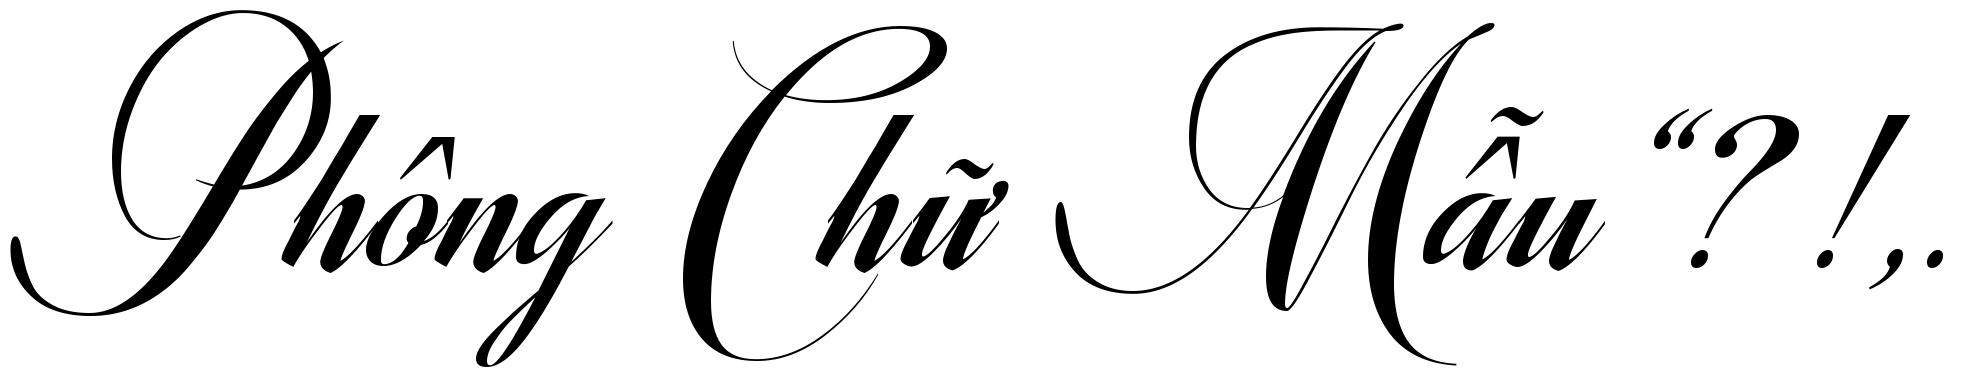 Phông Chữ Mẫu “? !,.